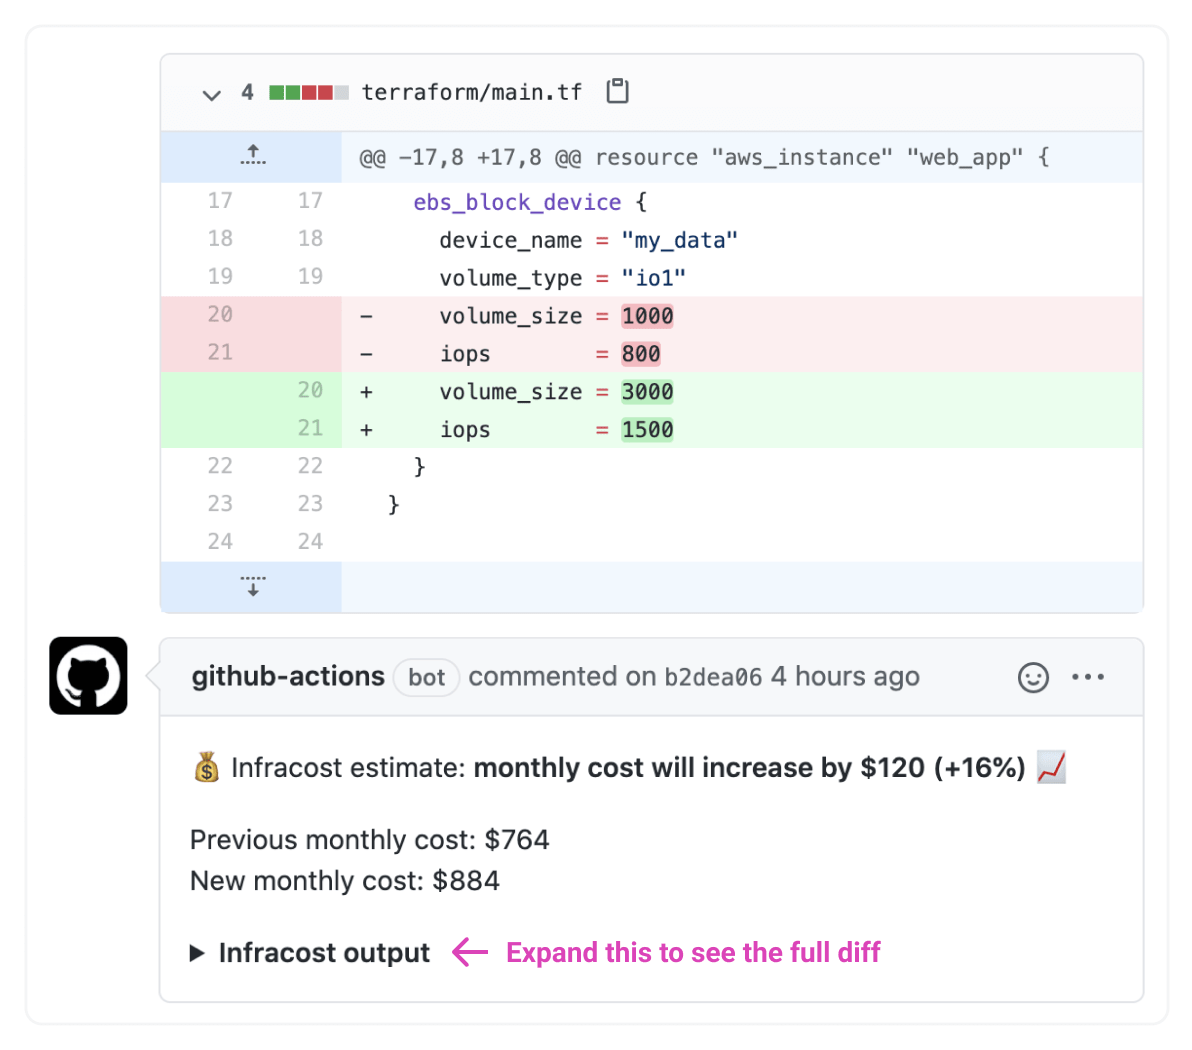 4 terraform/main.tf
@@ -17,8 +17,8 @@ resource "aws_instance" "web_app" {
17 17 ebs_block_device {
18 18 device_name = "my_data"
19 19 volume_type = "io1"
20 - volume_size = 1000
21 - iops = 800
20 + volume_size = 3000
21 + iops = 1500
22 22 }
23 23 }
24 24
github-actions bot commented on b2dea06 4 hours ago
Infracost estimate: monthly cost will increase by $120 (+16%)
Previous monthly cost: $764
New monthly cost: $884
Infracost output ← Expand this to see the full diff